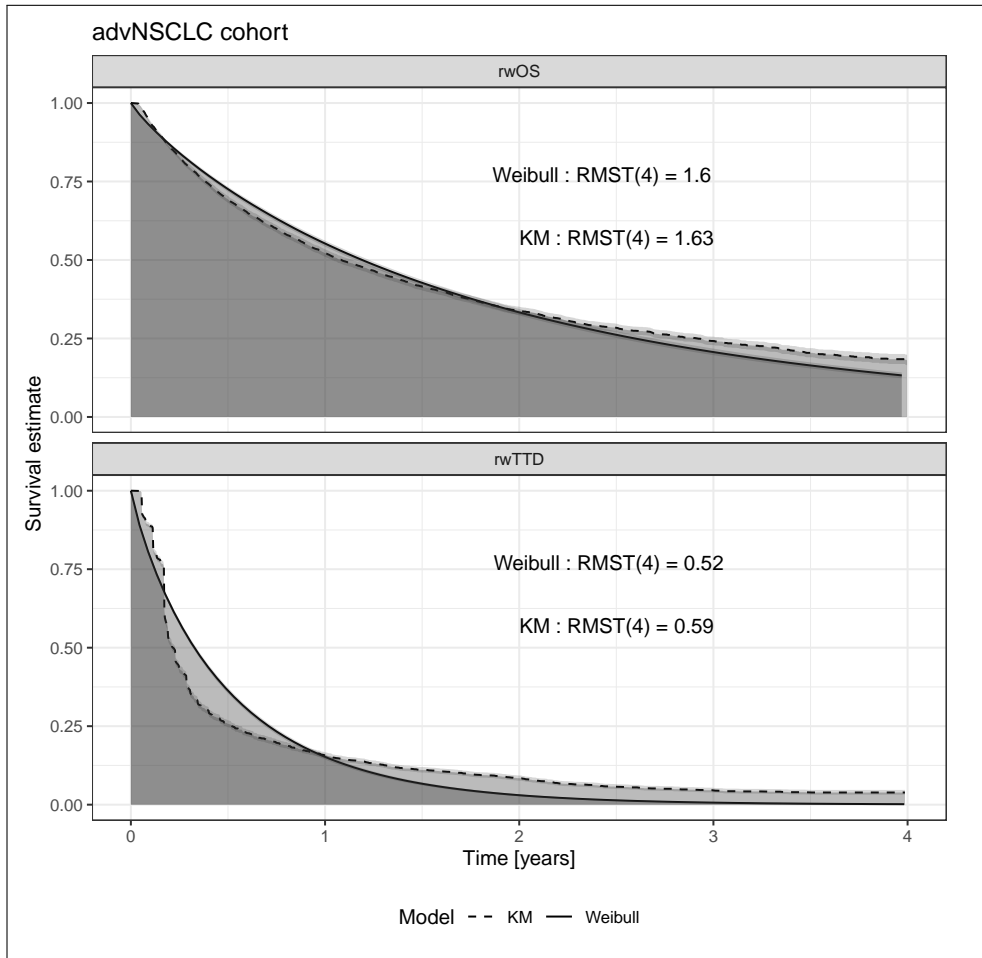 advNSCLC cohort
rwOS
1.00
0.75
0.50
0.25
0.00
Weibull : RMST(4) = 1.6
KM : RMST(4) = 1.63
Survival estimate
rwTTD
1.00
0.75
0.50
0.25
0.00
Weibull : RMST(4) = 0.52
KM : RMST(4) = 0.59
0 1 2 3 4
Time [years]
Model KM Weibull